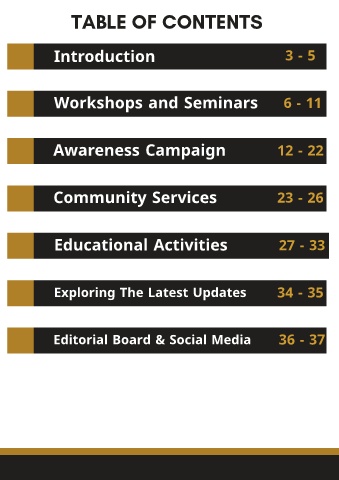 TABLE OF CONTENTS
Introduction 3 - 5
Workshops and Seminars 6 - 11
Awareness Campaign 12 - 22
Community Services 23 - 26
Educational Activities 27 - 33
Exploring The Latest Updates 34 - 35
Editorial Board & Social Media 36 - 37